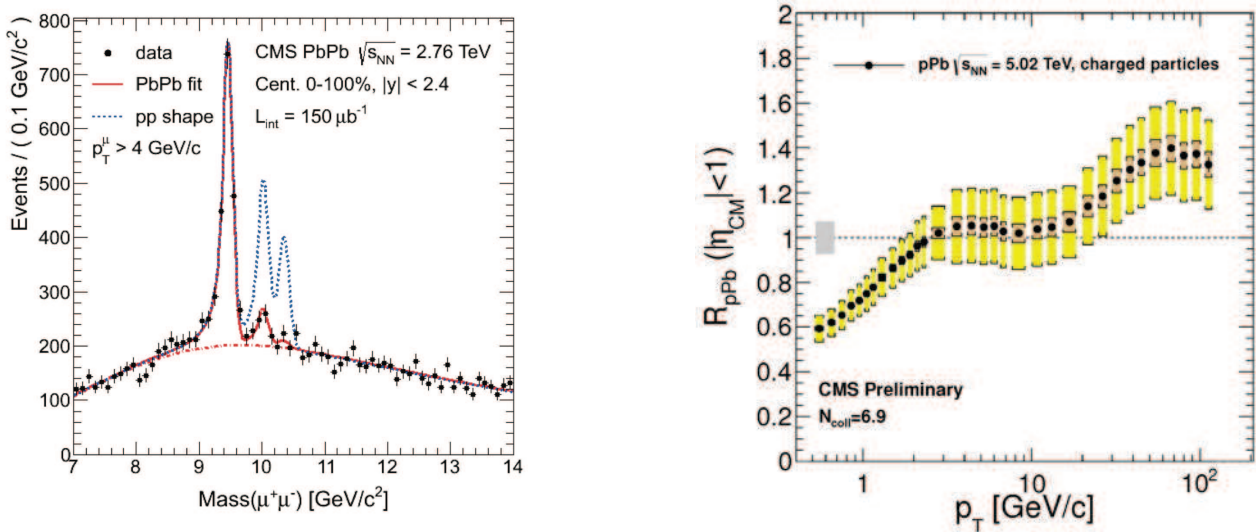 Events / ( 0.1 GeV/c²)
800
700
600
500
400
300
200
100
0
data
PbPb fit
pp shape
p_T^μ > 4 GeV/c
CMS PbPb √s_NN = 2.76 TeV
Cent. 0-100%, |y| < 2.4
L_int = 150 μb⁻¹
7 8 9 10 11 12 13 14
Mass(μ⁺μ⁻) [GeV/c²]
R_pPb (|η_CM|<1)
2
1.8
1.6
1.4
1.2
1
0.8
0.6
0.4
0.2
0
pPb √s_NN = 5.02 TeV, charged particles
CMS Preliminary
N_coll=6.9
1 10 10²
p_T [GeV/c]